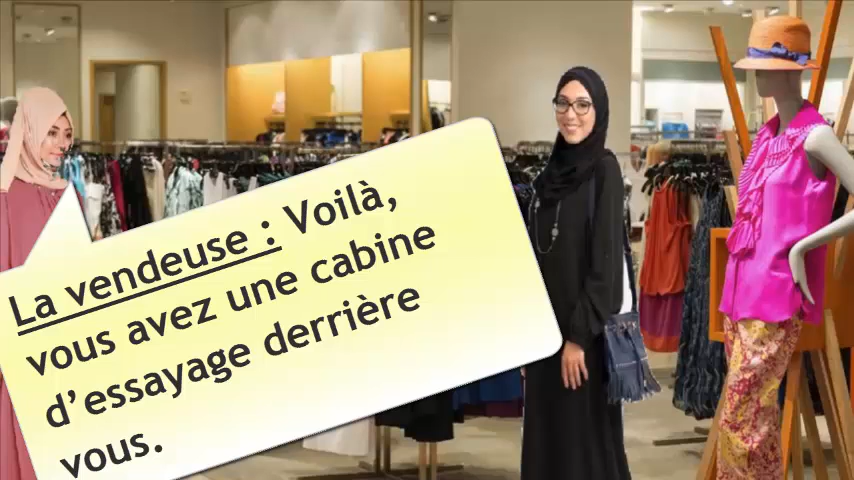 La vendeuse : Voilà,
vous avez une cabine
d’essayage derrière
vous.